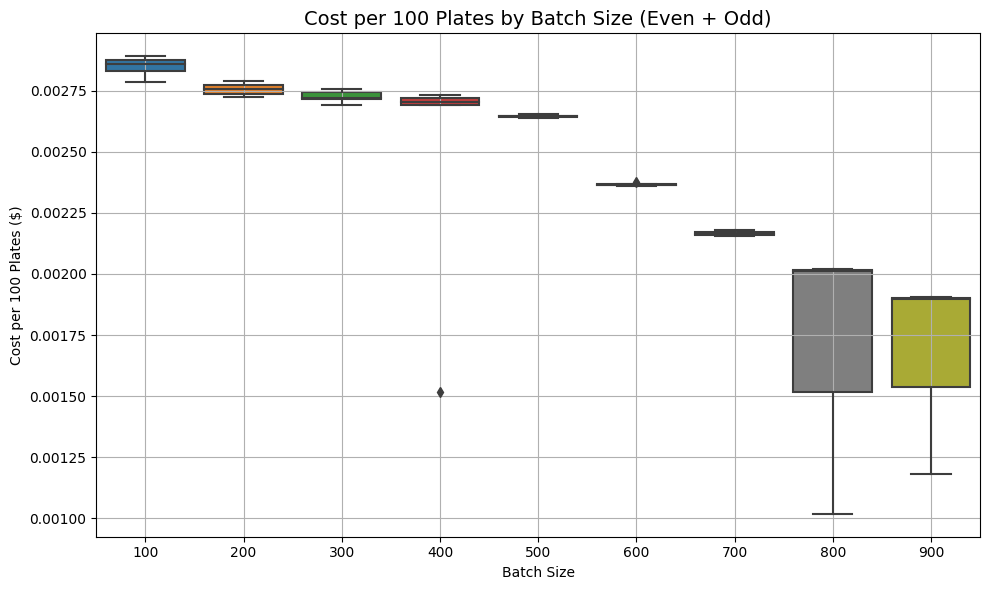 Cost per 100 Plates by Batch Size (Even + Odd)
Cost per 100 Plates ($)
0.00275
0.00250
0.00225
0.00200
0.00175
0.00150
0.00125
0.00100
100 200 300 400 500 600 700 800 900
Batch Size